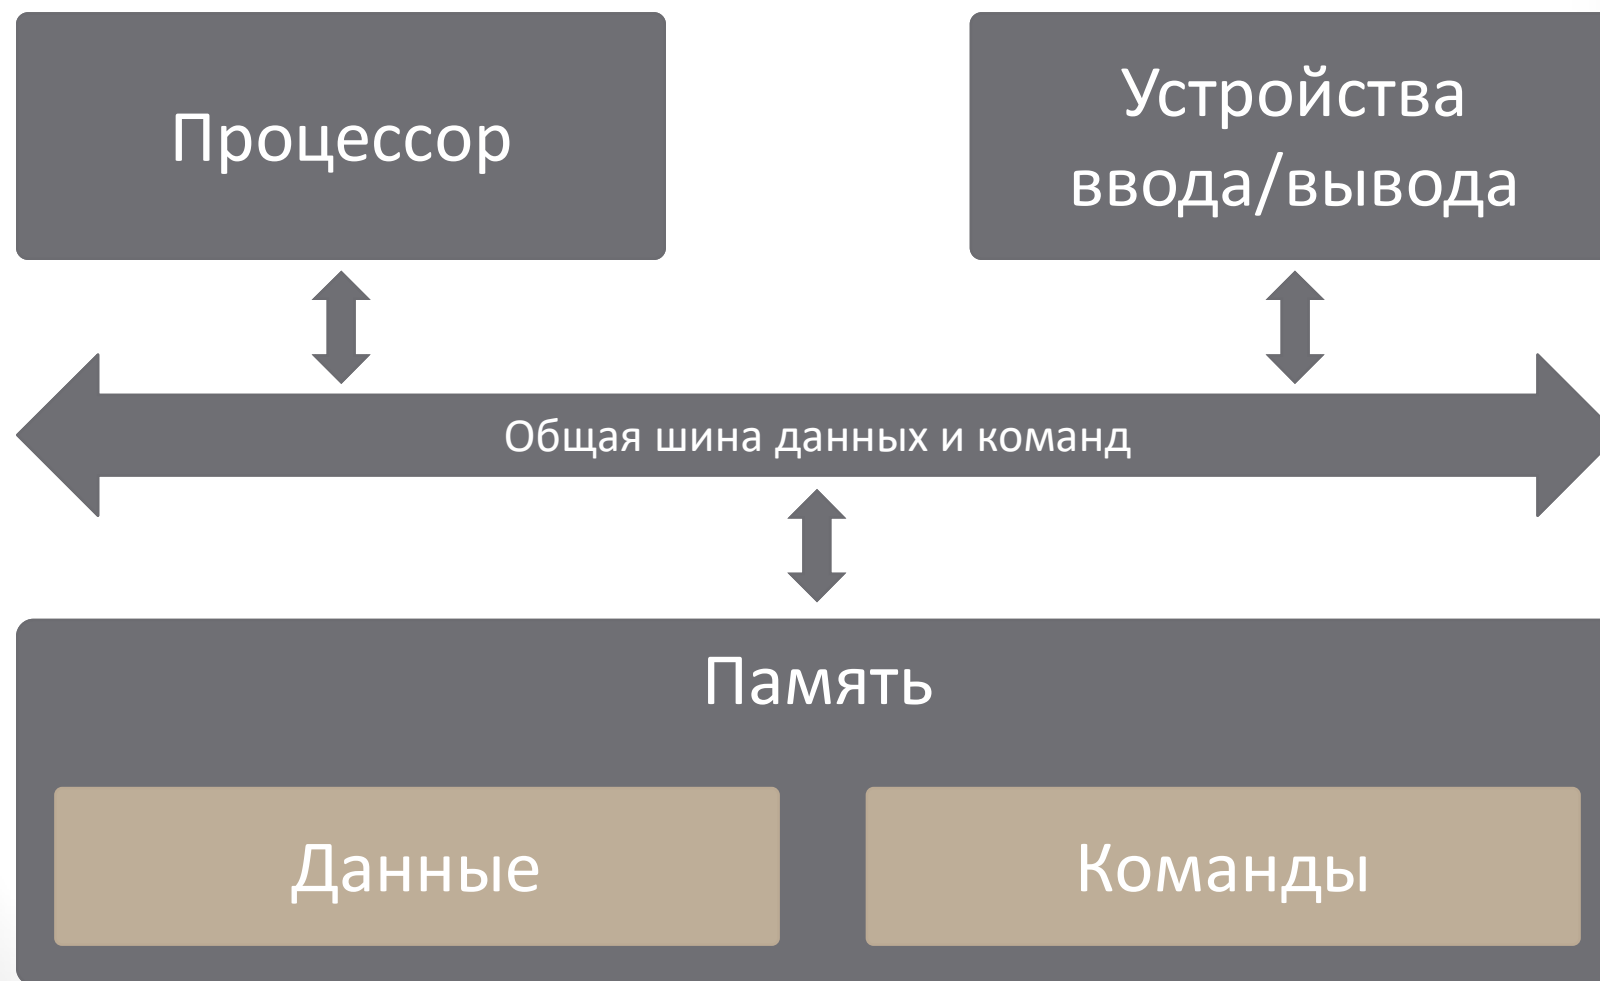 Процессор
Устройства
ввода/вывода
Общая шина данных и команд
Память
Данные
Команды